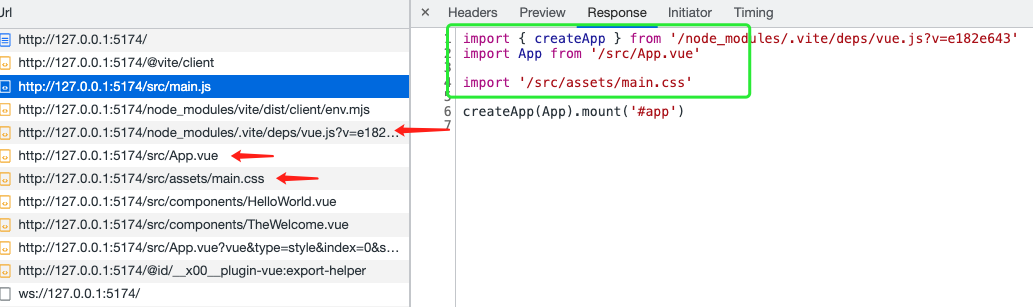 Url
× Headers Preview Response Initiator Timing
http://127.0.0.1:5174/
http://127.0.0.1:5174/@vite/client
http://127.0.0.1:5174/src/main.js
http://127.0.0.1:5174/node_modules/vite/dist/client/env.mjs
http://127.0.0.1:5174/node_modules/.vite/deps/vue.js?v=e182...
http://127.0.0.1:5174/src/App.vue
http://127.0.0.1:5174/src/assets/main.css
http://127.0.0.1:5174/src/components/HelloWorld.vue
http://127.0.0.1:5174/src/components/TheWelcome.vue
http://127.0.0.1:5174/src/App.vue?vue&type=style&index=0&s...
http://127.0.0.1:5174/@id/__x00__plugin-vue:export-helper
ws://127.0.0.1:5174/
1 import { createApp } from '/node_modules/.vite/deps/vue.js?v=e182e643'
2 import App from '/src/App.vue'
3
4 import '/src/assets/main.css'
5
6 createApp(App).mount('#app')
7